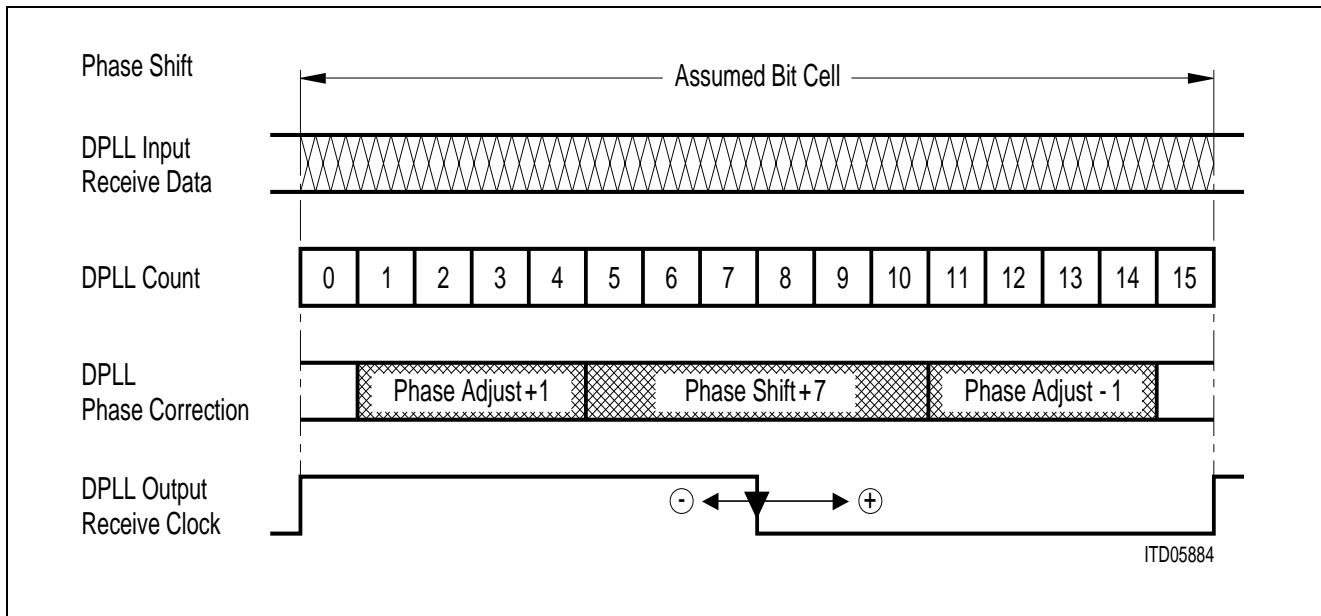 Phase Shift
Assumed Bit Cell
DPLL Input
Receive Data
DPLL Count
0 1 2 3 4 5 6 7 8 9 10 11 12 13 14 15
DPLL
Phase Correction
Phase Adjust +1 Phase Shift +7 Phase Adjust - 1
DPLL Output
Receive Clock
- +
ITD05884